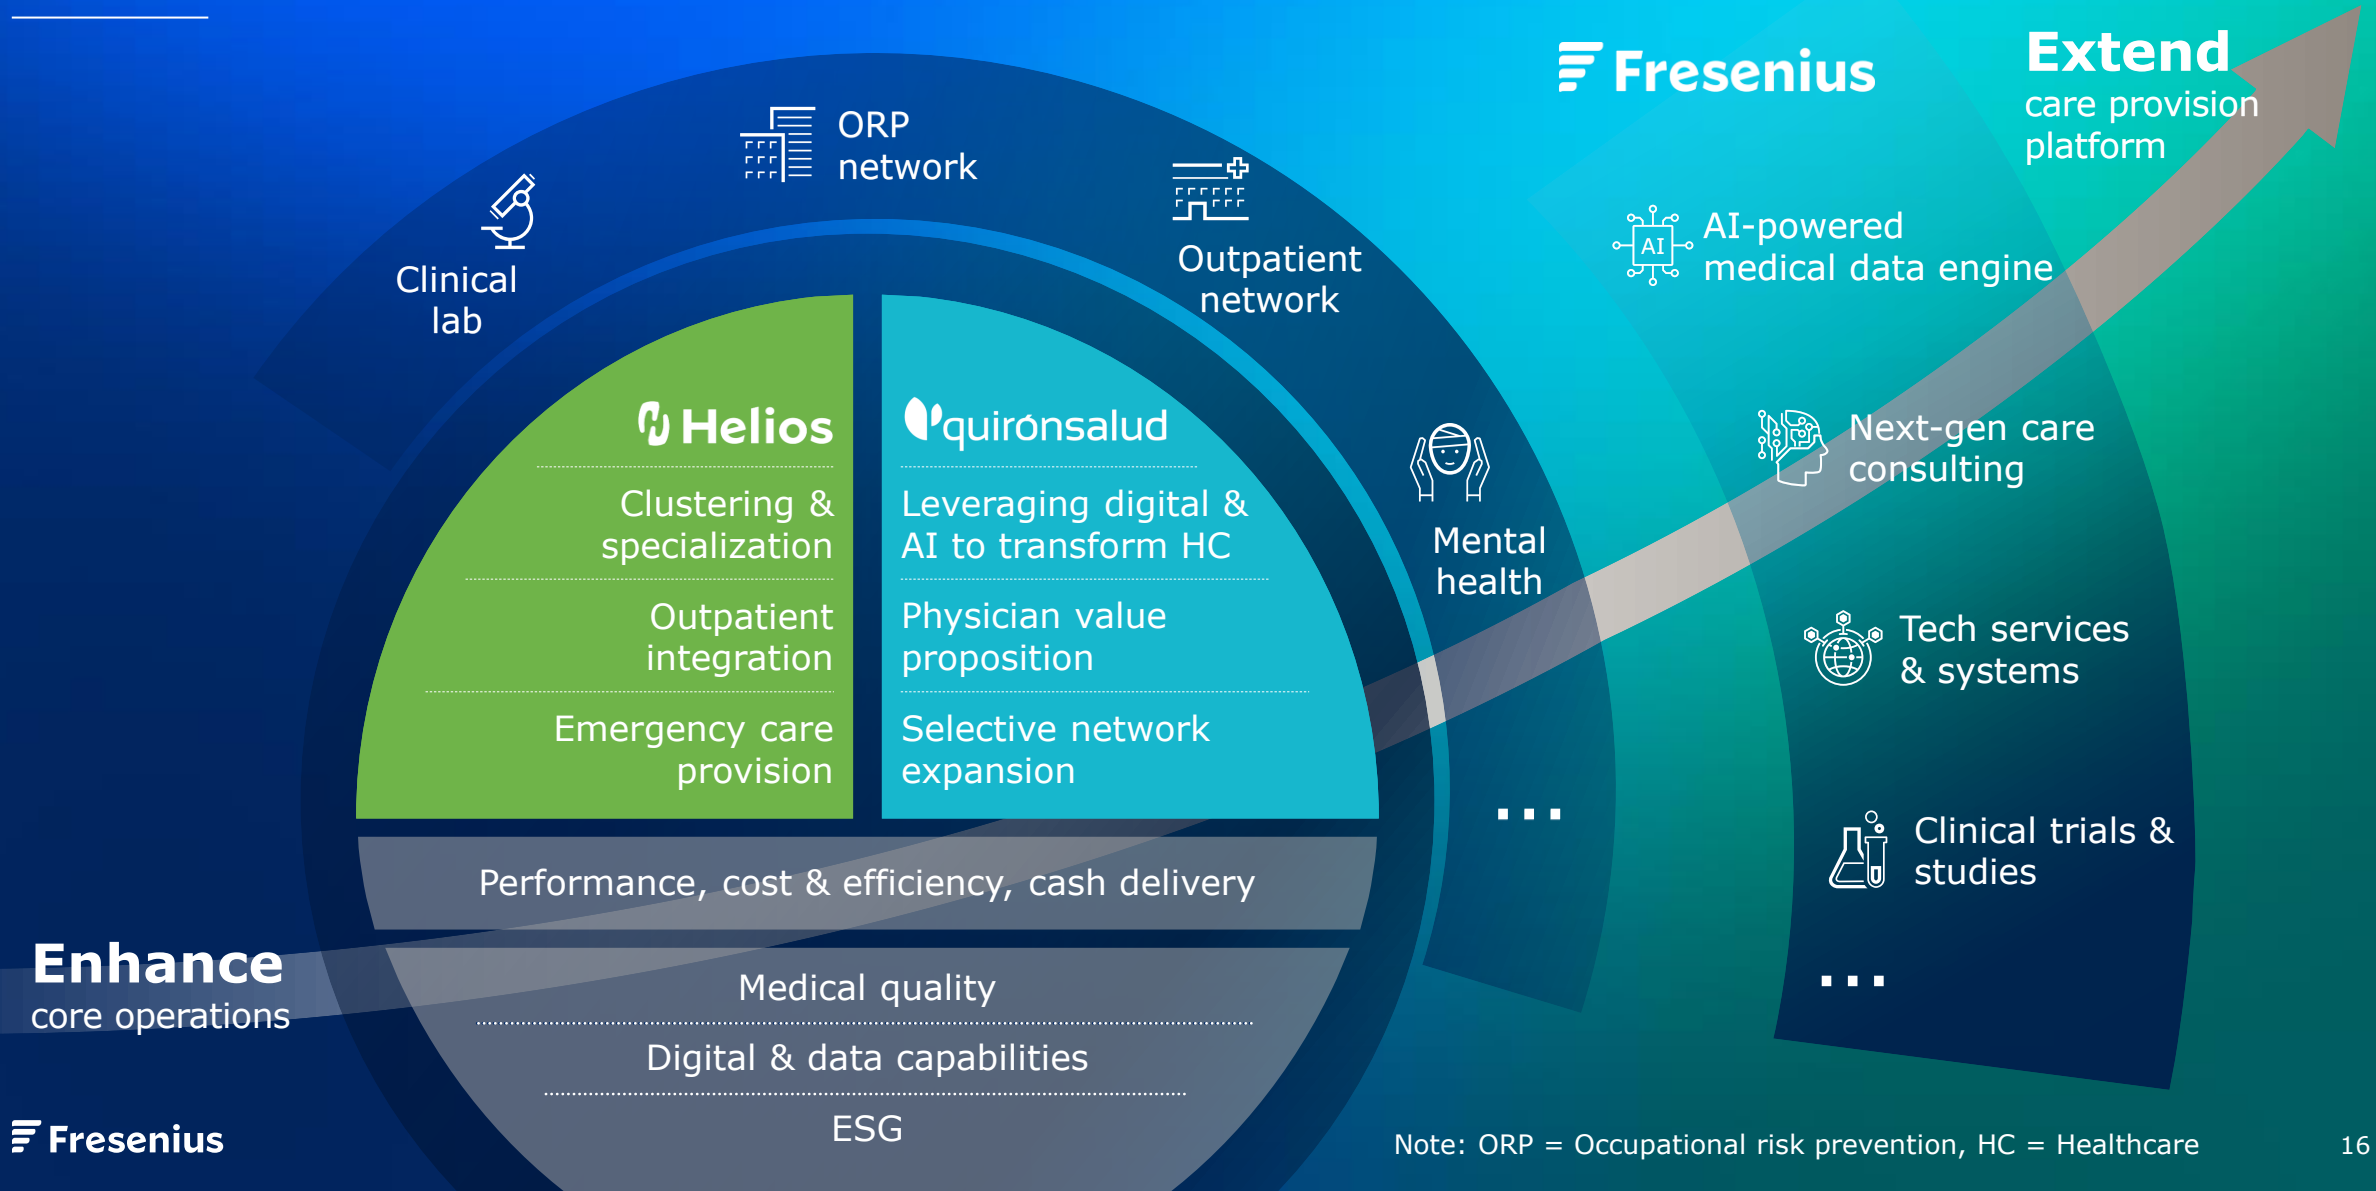 Fresenius
Extend
care provision
platform
Clinical
lab
ORP
network
Outpatient
network
Mental
health
...
AI
AI-powered
medical data engine
Next-gen care
consulting
Tech services
& systems
Clinical trials &
studies
...
Helios
Clustering &
specialization
Outpatient
integration
Emergency care
provision
quirónsalud
Leveraging digital &
AI to transform HC
Physician value
proposition
Selective network
expansion
Performance, cost & efficiency, cash delivery
Medical quality
Digital & data capabilities
ESG
Enhance
core operations
Fresenius
Note: ORP = Occupational risk prevention, HC = Healthcare
16